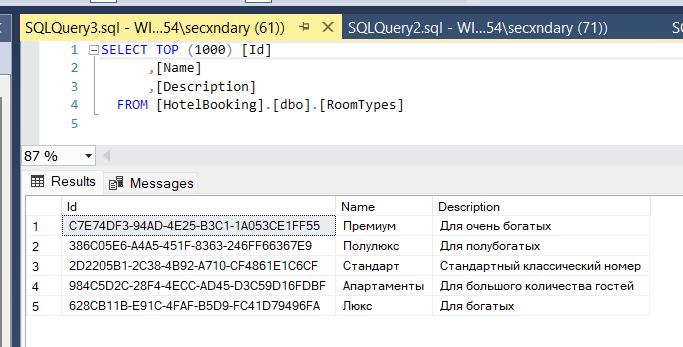 SQLQuery3.sql - WI...54\secxndary (61)) SQLQuery2.sql - WI...54\secxndary (71))
1 SELECT TOP (1000) [Id]
2 ,[Name]
3 ,[Description]
4 FROM [HotelBooking].[dbo].[RoomTypes]
5
87 %
Results Messages
Id Name Description
1 C7E74DF3-94AD-4E25-B3C1-1A053CE1FF55 Премиум Для очень богатых
2 386C05E6-A4A5-451F-8363-246FF66367E9 Полулюкс Для полубогатых
3 2D2205B1-2C38-4B92-A710-CF4861E1C6CF Стандарт Стандартный классический номер
4 984C5D2C-28F4-4ECC-AD45-D3C59D16FDBF Апартаменты Для большого количества гостей
5 628CB11B-E91C-4FAF-B5D9-FC41D79496FA Люкс Для богатых